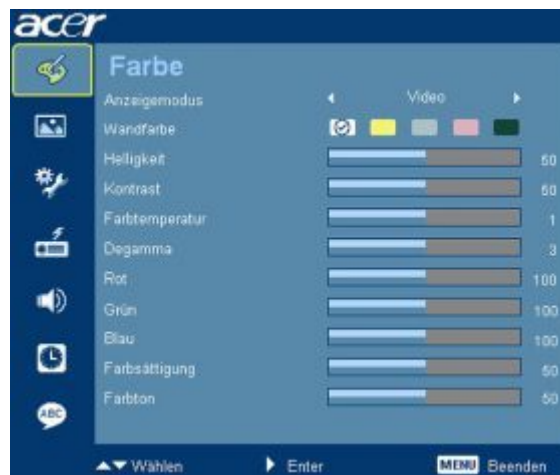 acer
Farbe
Anzeigemodus Video
Wandfarbe
Helligkeit 50
Kontrast 50
Farbtemperatur 1
Degamma 3
Rot 100
Grün 100
Blau 100
Farbsättigung 50
Farbton 50
ABC
Wählen Enter MENU Beenden